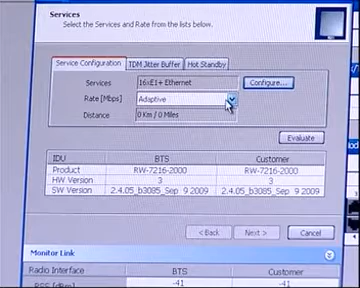 Services
Select the Services and Rate from the lists below.
Service Configuration TDM Jitter Buffer Hot Standby
Services 16xE1+ Ethernet Configure...
Rate [Mbps] Adaptive
Distance 0 Km / 0 Miles
Evaluate
IDU BTS Customer
Product RW-7216-2000 RW-7216-2000
HW Version 3 3
SW Version 2.4.05_b3085_Sep 9 2009 2.4.05_b3085_Sep 9 2009
< Back Next > Cancel
Monitor Link
Radio Interface BTS Customer
RSS [dBm] -41 -41